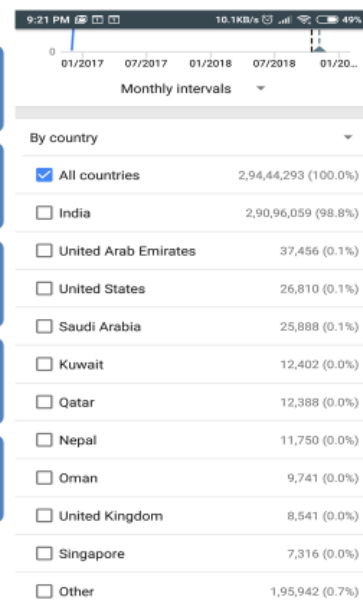 9:21 PM 10.1KB/s 49%
0
01/2017 07/2017 01/2018 07/2018 01/20...
Monthly intervals
By country
All countries 2,94,44,293 (100.0%)
India 2,90,96,059 (98.8%)
United Arab Emirates 37,456 (0.1%)
United States 26,810 (0.1%)
Saudi Arabia 25,888 (0.1%)
Kuwait 12,402 (0.0%)
Qatar 12,388 (0.0%)
Nepal 11,750 (0.0%)
Oman 9,741 (0.0%)
United Kingdom 8,541 (0.0%)
Singapore 7,316 (0.0%)
Other 1,95,942 (0.7%)